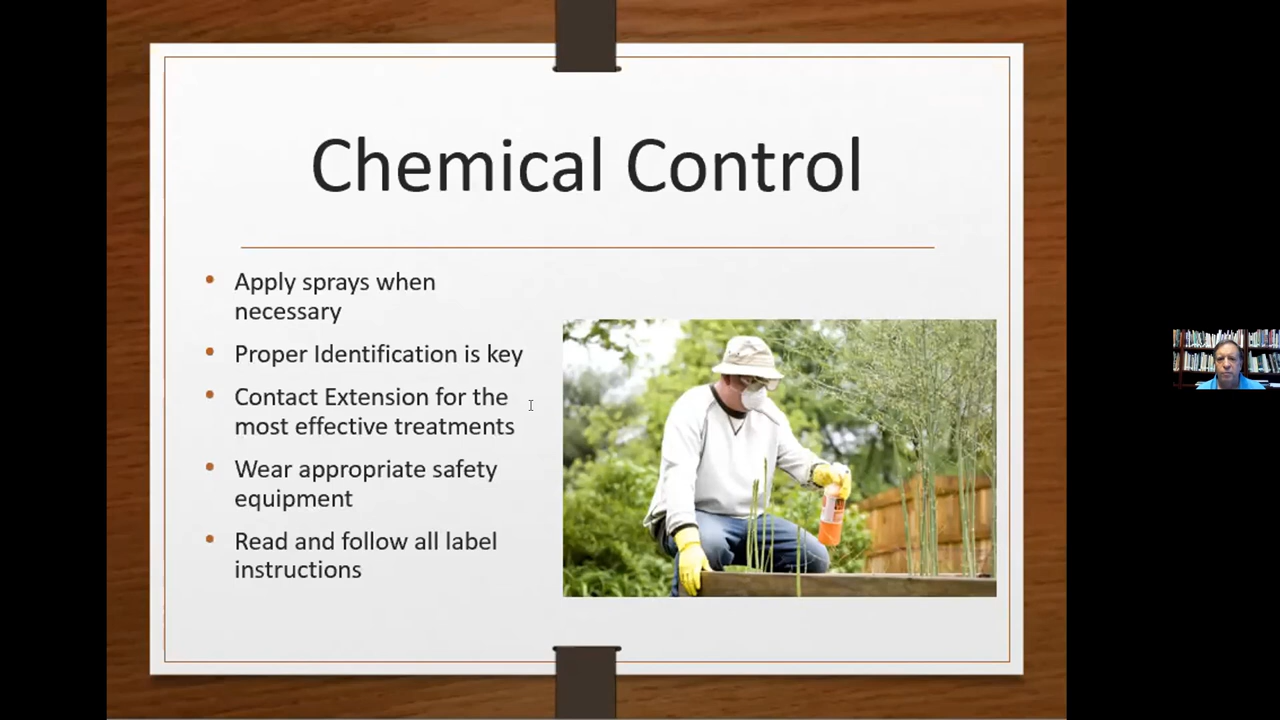 Chemical Control
• Apply sprays when
necessary
• Proper Identification is key
• Contact Extension for the
most effective treatments
• Wear appropriate safety
equipment
• Read and follow all label
instructions